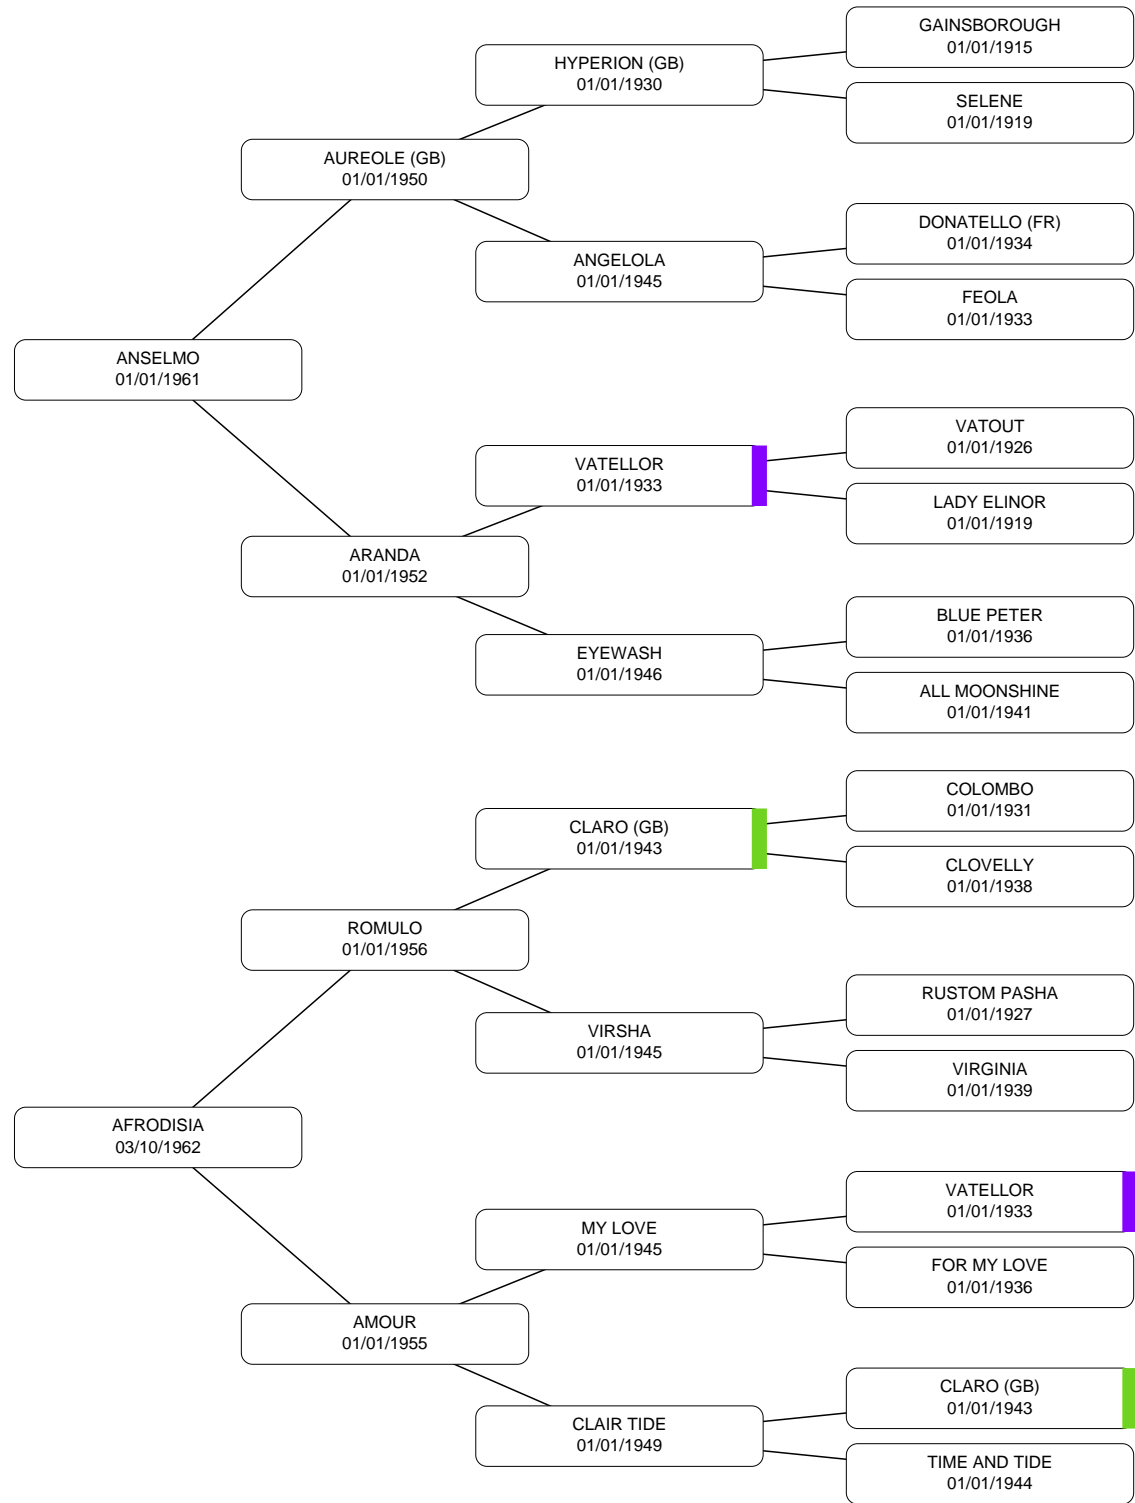 GAINSBOROUGH
01/01/1915
HYPERION (GB)
01/01/1930
SELENE
01/01/1919
AUREOLE (GB)
01/01/1950
DONATELLO (FR)
01/01/1934
ANGELOLA
01/01/1945
FEOLA
01/01/1933
ANSELMO
01/01/1961
VATOUT
01/01/1926
VATELLOR
01/01/1933
LADY ELINOR
01/01/1919
ARANDA
01/01/1952
BLUE PETER
01/01/1936
EYEWASH
01/01/1946
ALL MOONSHINE
01/01/1941
COLOMBO
01/01/1931
CLARO (GB)
01/01/1943
CLOVELLY
01/01/1938
ROMULO
01/01/1956
RUSTOM PASHA
01/01/1927
VIRSHA
01/01/1945
VIRGINIA
01/01/1939
AFRODISIA
03/10/1962
VATELLOR
01/01/1933
MY LOVE
01/01/1945
FOR MY LOVE
01/01/1936
AMOUR
01/01/1955
CLARO (GB)
01/01/1943
CLAIR TIDE
01/01/1949
TIME AND TIDE
01/01/1944